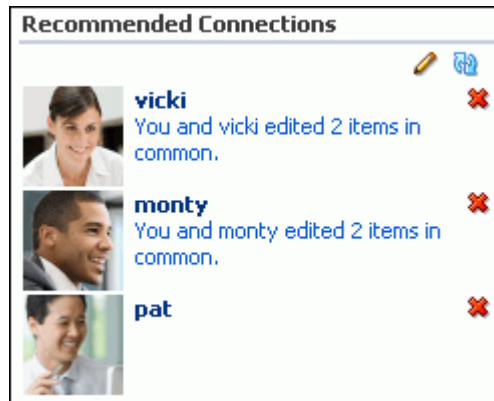 Recommended Connections
vicki
You and vicki edited 2 items in
common.
monty
You and monty edited 2 items in
common.
pat